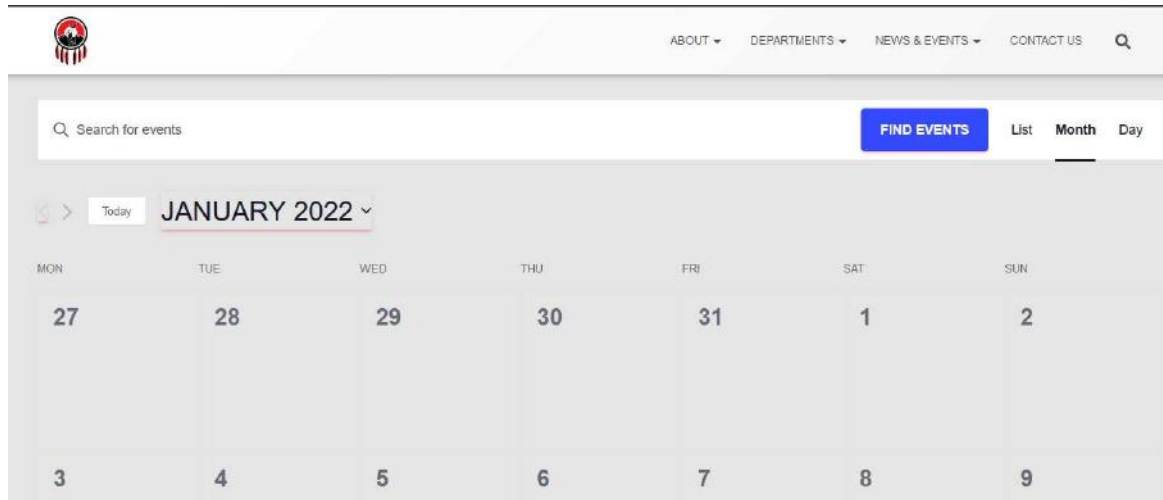 ABOUT DEPARTMENTS NEWS & EVENTS CONTACT US
Search for events FIND EVENTS List Month Day
Today JANUARY 2022
MON TUE WED THU FRI SAT SUN
27 28 29 30 31 1 2
3 4 5 6 7 8 9